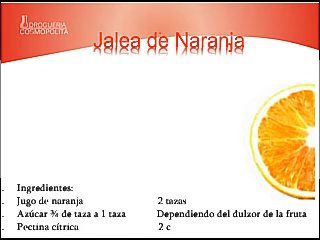 DROGUERIA
COSMOPOLITA
Jalea de Naranja
Ingredientes:
Jugo de naranja 2 tazas
Azúcar ¾ de taza a 1 taza Dependiendo del dulzor de la fruta
Pectina cítrica 2 c